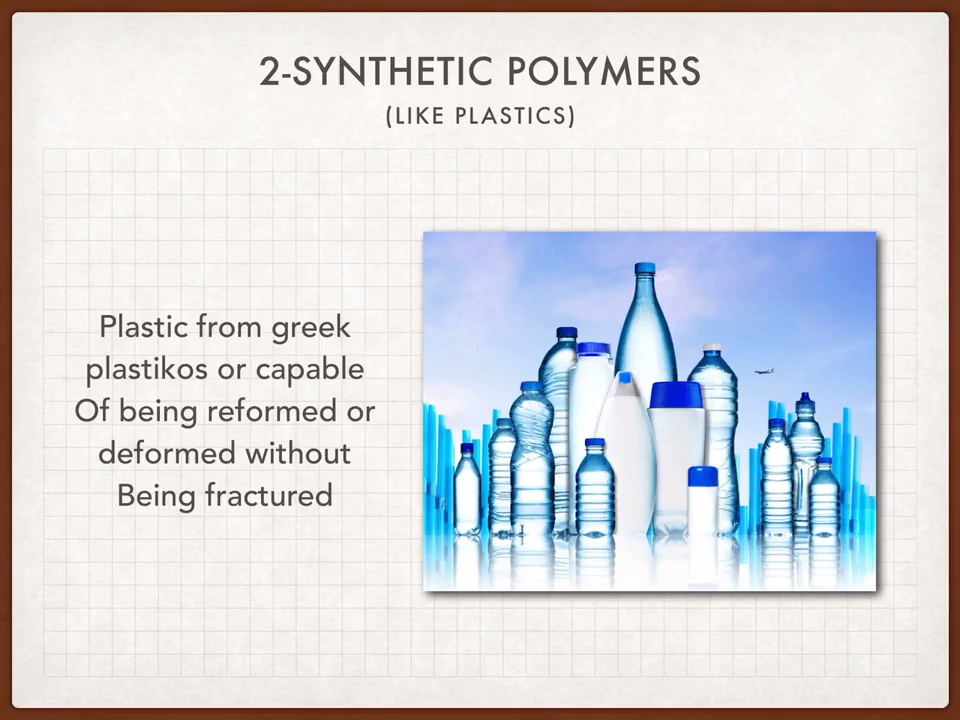 2-SYNTHETIC POLYMERS
(LIKE PLASTICS)
Plastic from greek
plastikos or capable
Of being reformed or
deformed without
Being fractured